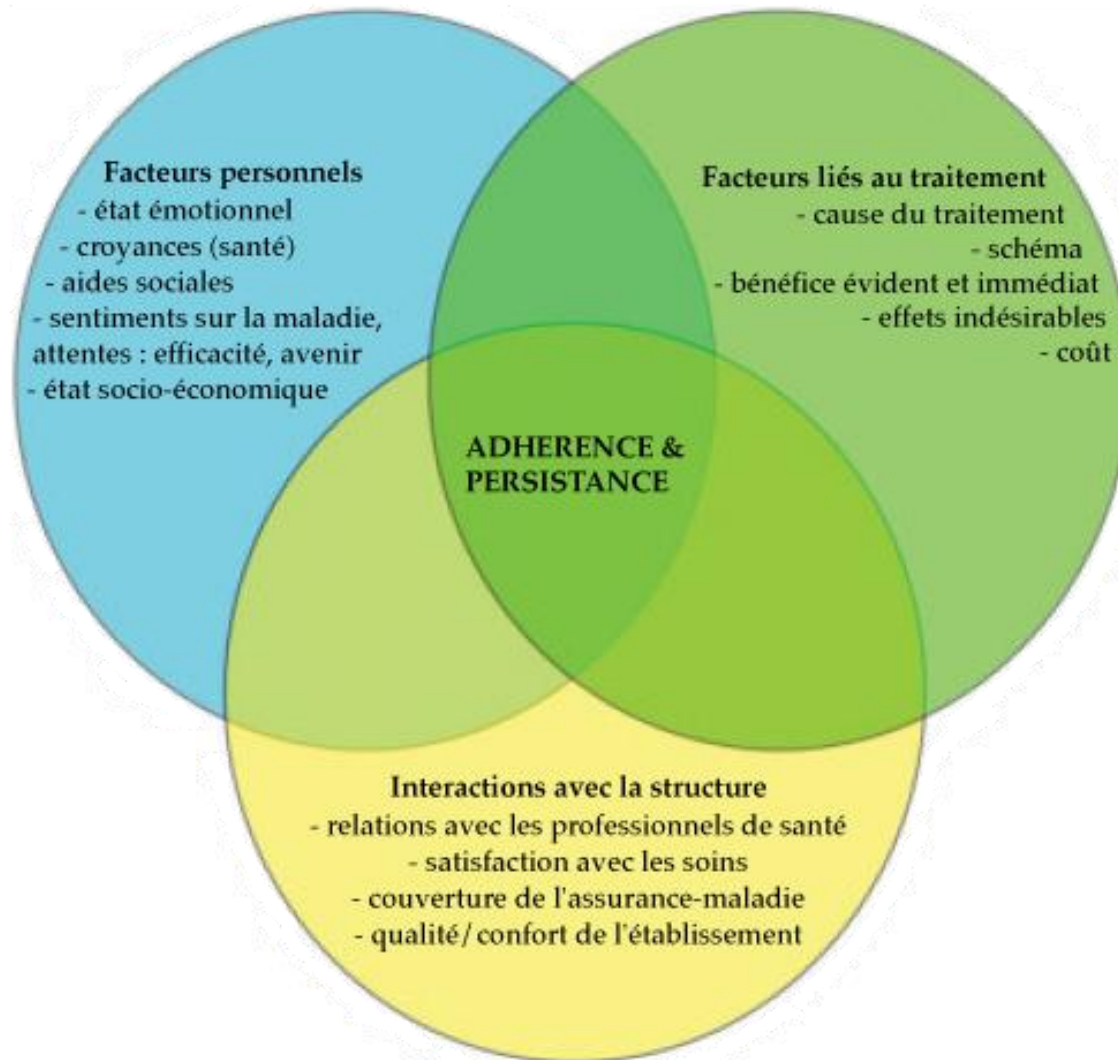 Facteurs personnels
- état émotionnel
- croyances (santé)
- aides sociales
- sentiments sur la maladie,
attentes : efficacité, avenir
- état socio-économique
Facteurs liés au traitement
- cause du traitement
- schéma
- bénéfice évident et immédiat
- effets indésirables
- coût
ADHERENCE &
PERSISTANCE
Interactions avec la structure
- relations avec les professionnels de santé
- satisfaction avec les soins
- couverture de l'assurance-maladie
- qualité/confort de l'établissement